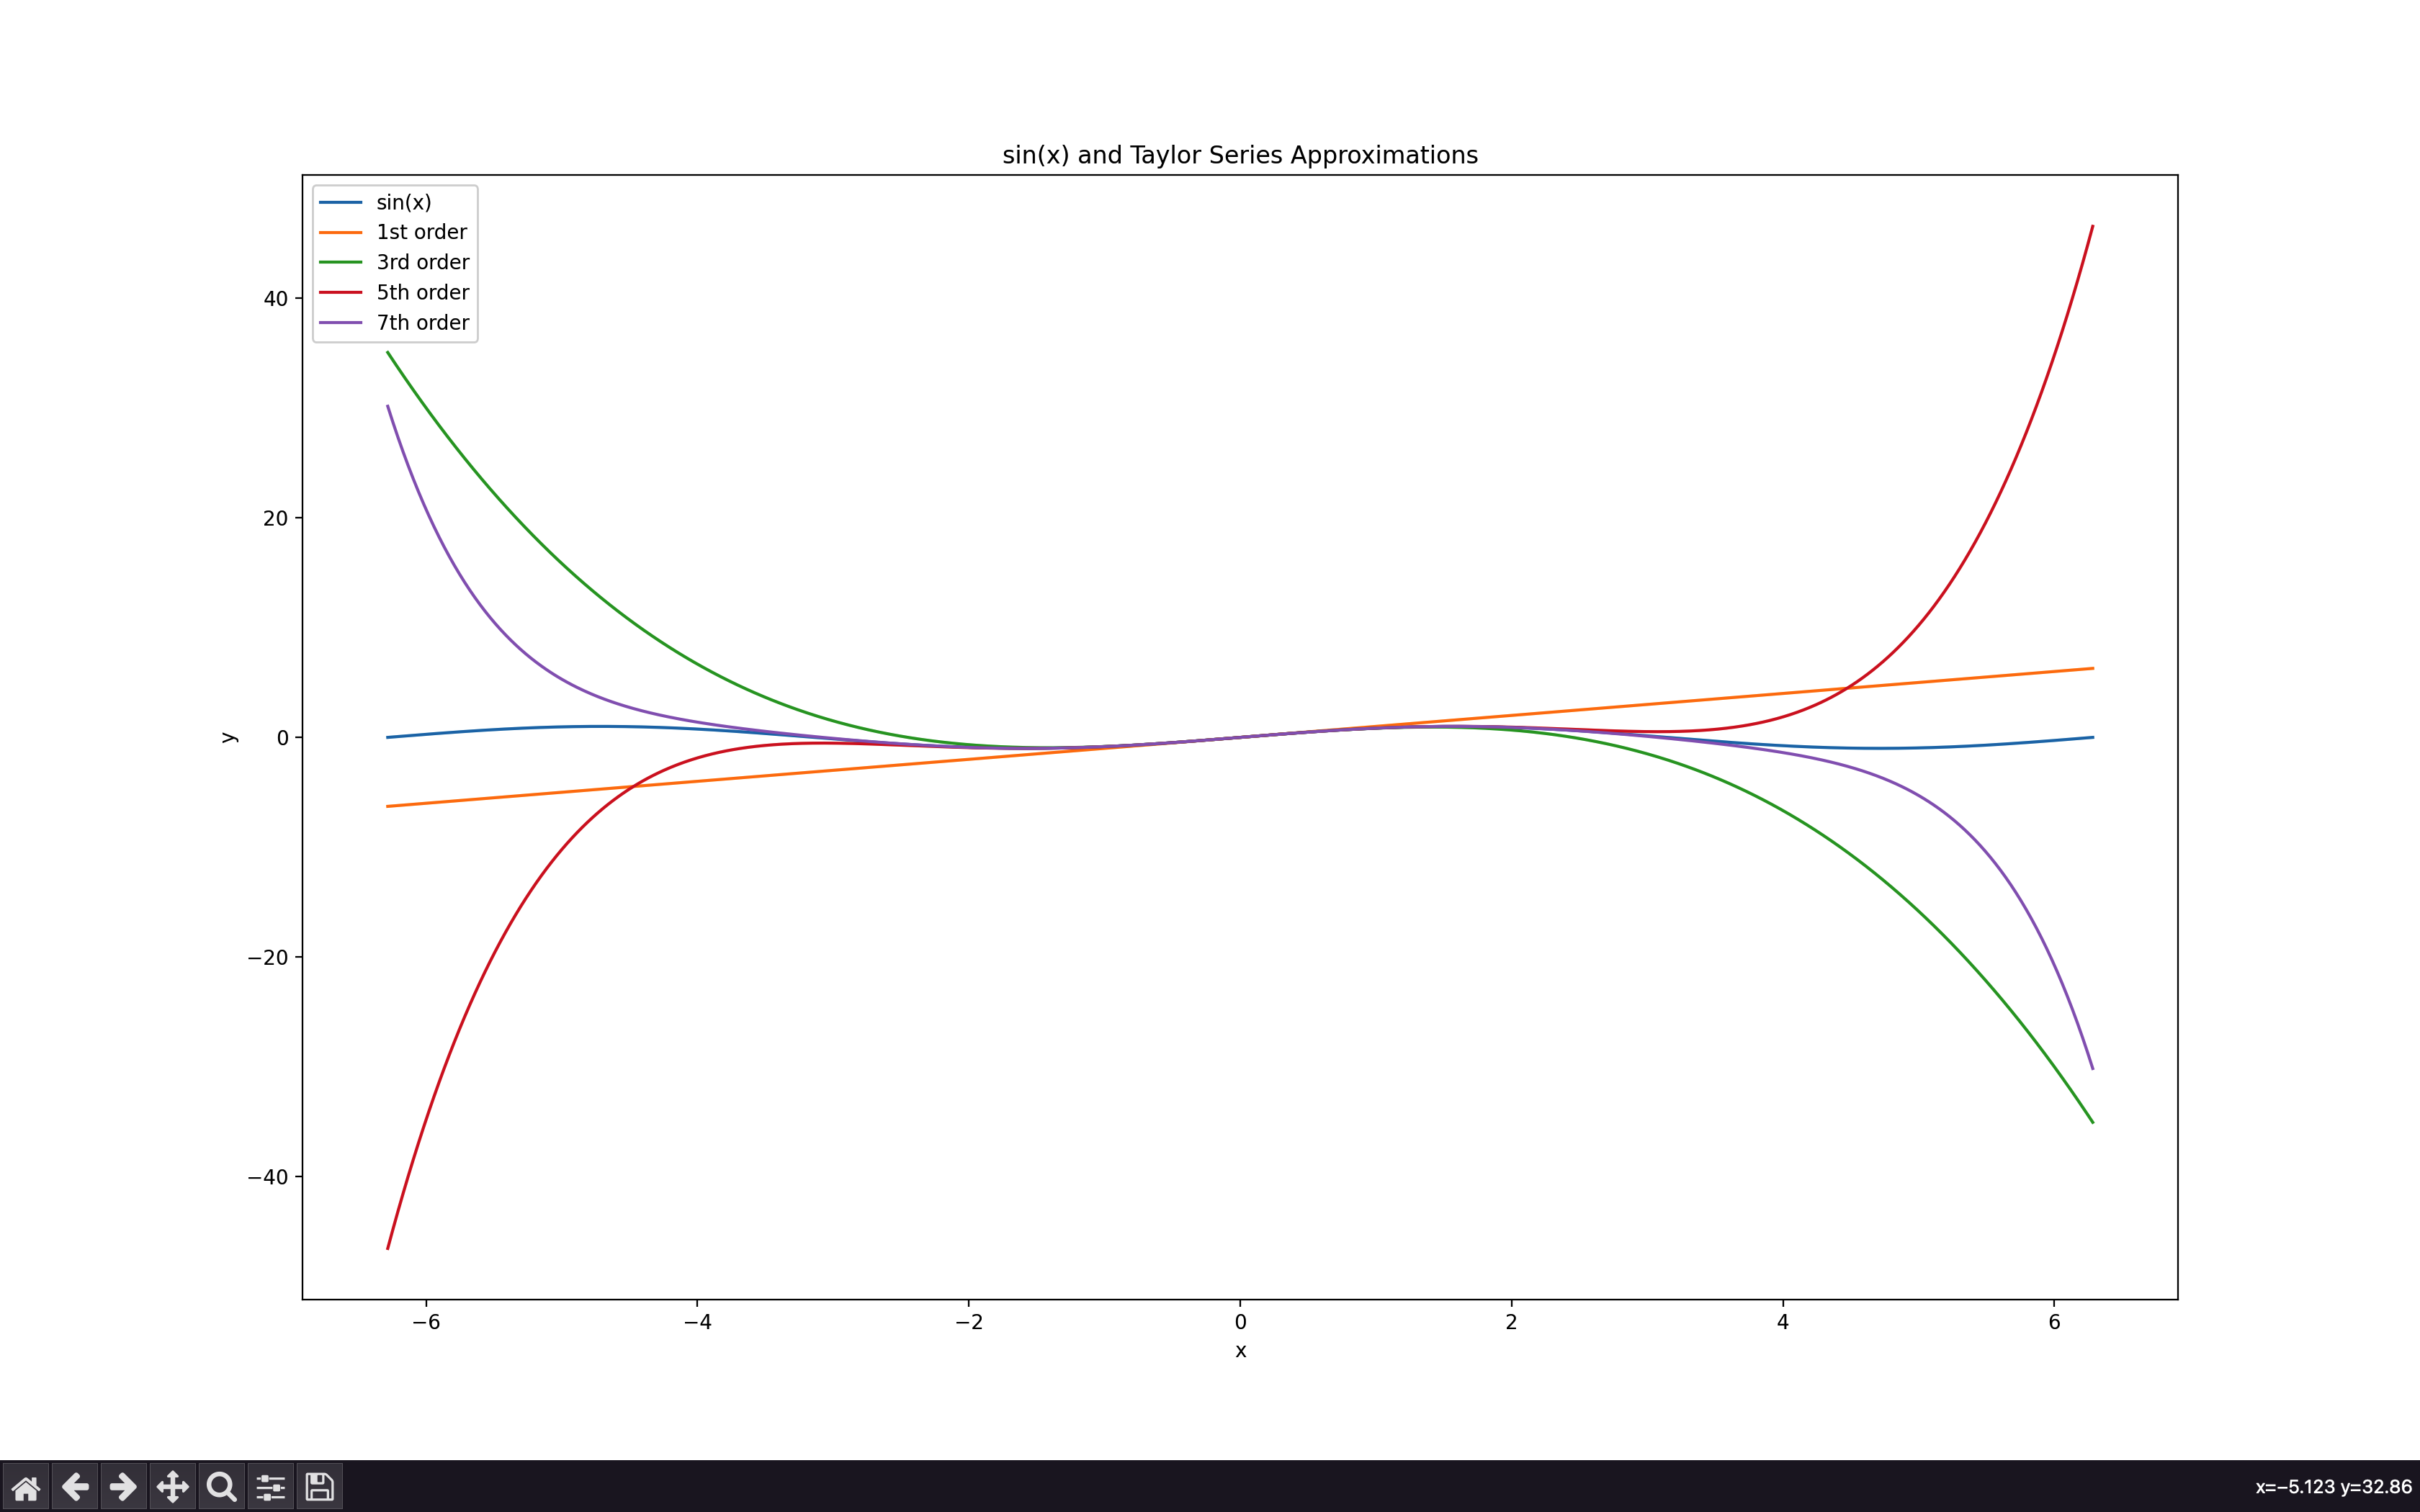 sin(x) and Taylor Series Approximations
sin(x)
1st order
3rd order
5th order
7th order
40
20
0
−20
−40
y
−6
−4
−2
0
2
4
6
x
x=−5.123 y=32.86